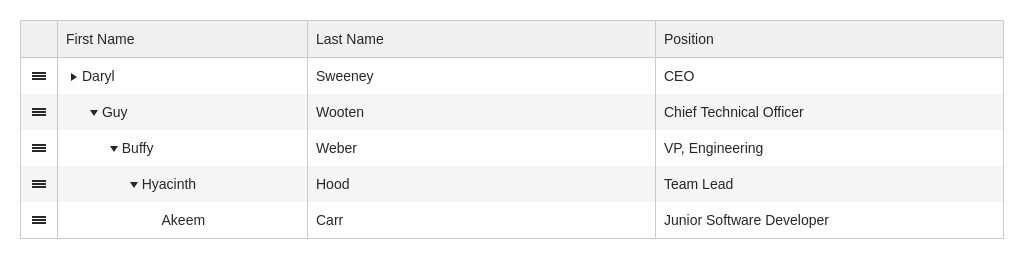 First Name Last Name Position
Daryl Sweeney CEO
Guy Wooten Chief Technical Officer
Buffy Weber VP, Engineering
Hyacinth Hood Team Lead
Akeem Carr Junior Software Developer